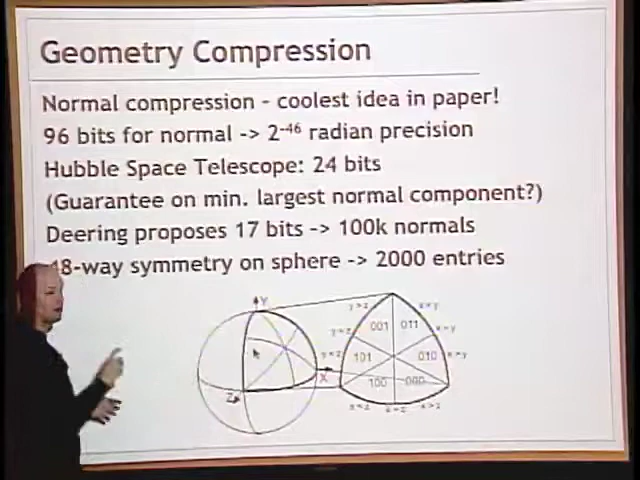 Geometry Compression
Normal compression - coolest idea in paper!
96 bits for normal -> 2-46 radian precision
Hubble Space Telescope: 24 bits
(Guarantee on min. largest normal component?)
Deering proposes 17 bits -> 100k normals
48-way symmetry on sphere -> 2000 entries
Y
001 011
101 010
100 000
X
Z